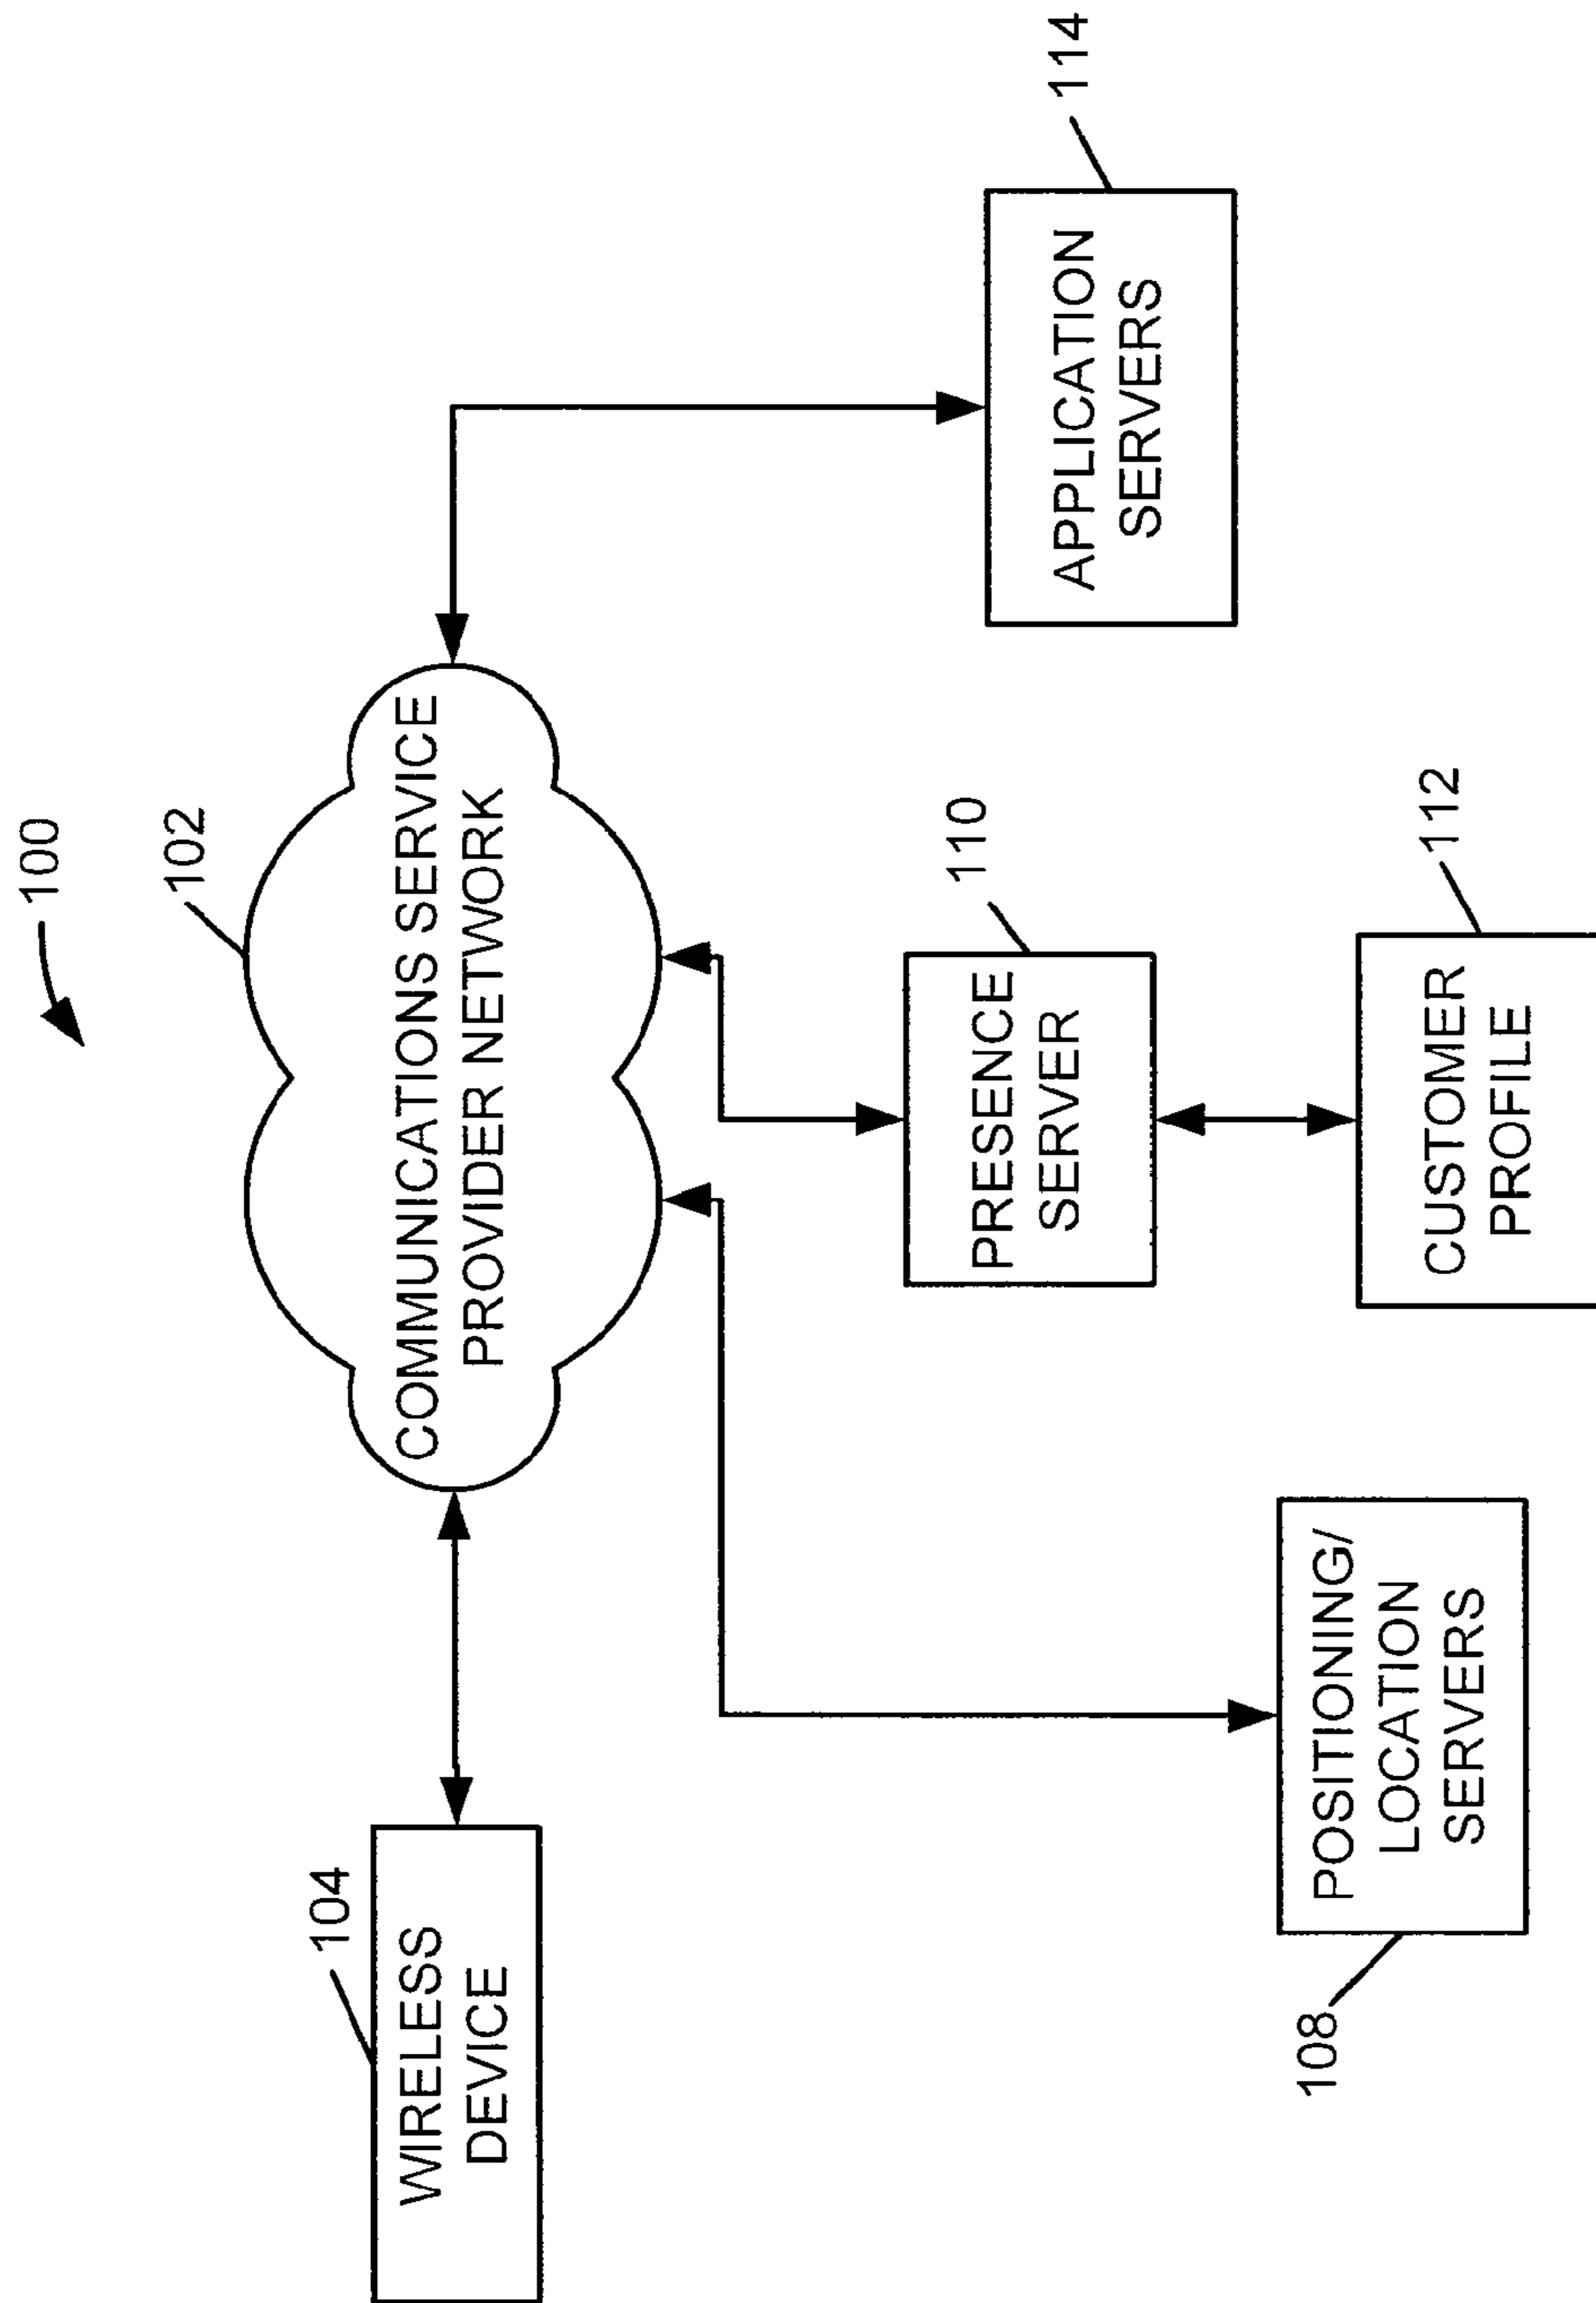 100
102
COMMUNICATIONS SERVICE
PROVIDER NETWORK
104
WIRELESS
DEVICE
114
APPLICATION
SERVERS
110
PRESENCE
SERVER
108
POSITIONING/
LOCATION
SERVERS
112
CUSTOMER
PROFILE